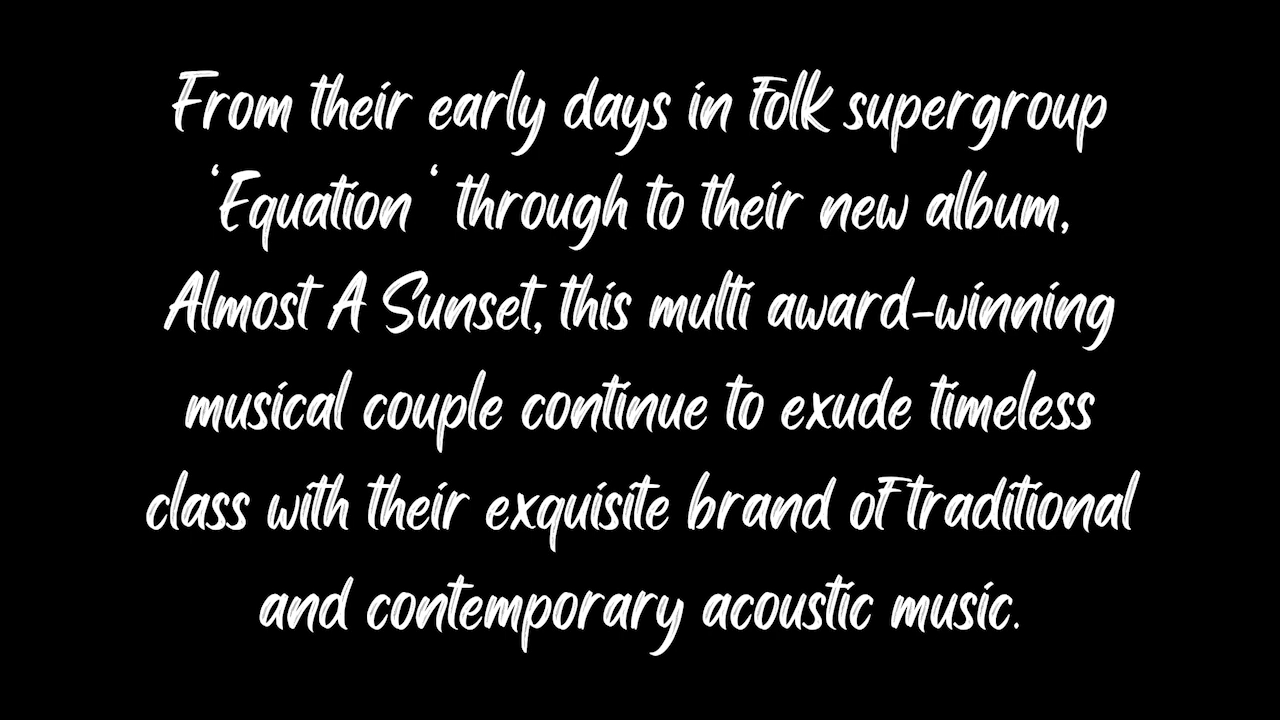 From their early days in folk supergroup
‘Equation ‘ through to their new album,
Almost A Sunset, this multi award-winning
musical couple continue to exude timeless
class with their exquisite brand of traditional
and contemporary acoustic music.